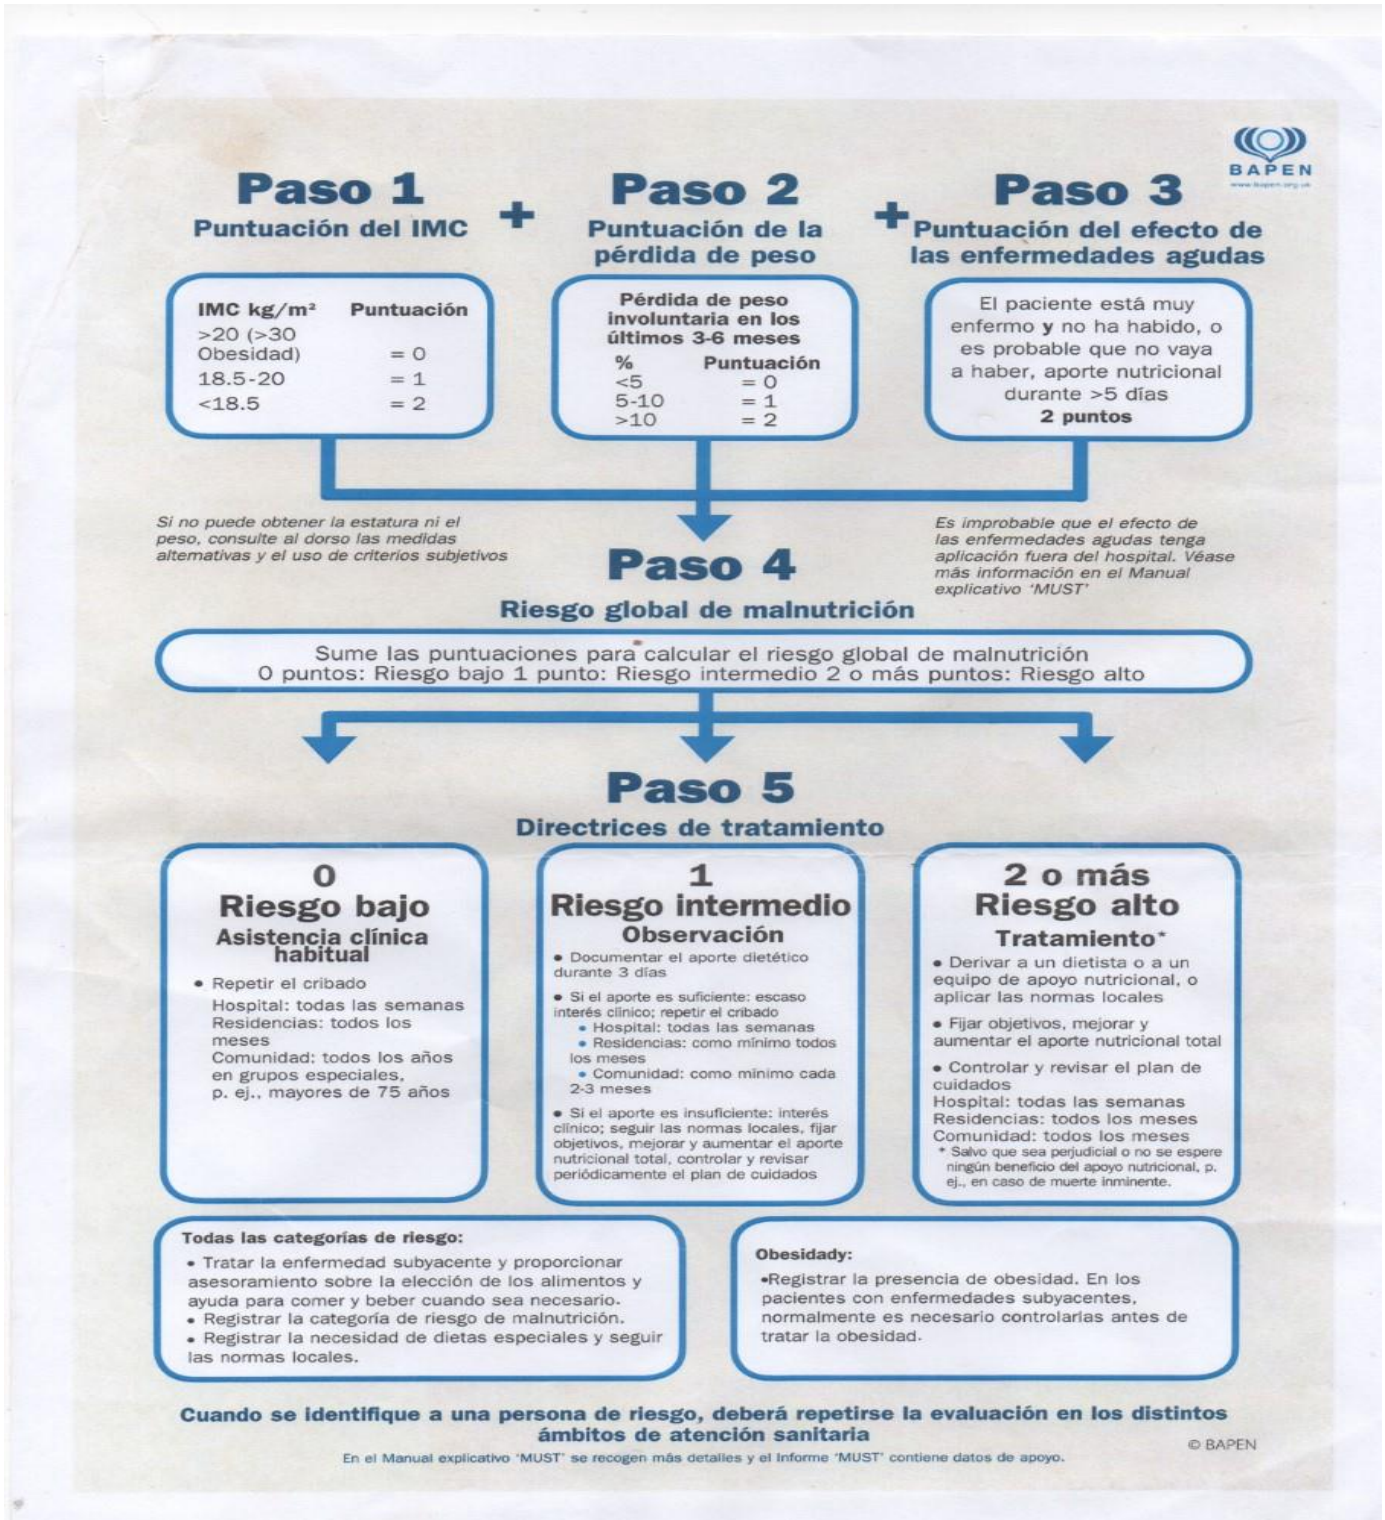 BAPEN
www.bapen.org.uk
Paso 1
Puntuación del IMC
+
Paso 2
Puntuación de la
pérdida de peso
+
Paso 3
Puntuación del efecto de
las enfermedades agudas
IMC kg/m² Puntuación
>20 (>30
Obesidad) = 0
18.5-20 = 1
<18.5 = 2
Pérdida de peso
involuntaria en los
últimos 3-6 meses
% Puntuación
<5 = 0
5-10 = 1
>10 = 2
El paciente está muy
enfermo y no ha habido, o
es probable que no vaya
a haber, aporte nutricional
durante >5 días
2 puntos
Si no puede obtener la estatura ni el
peso, consulte al dorso las medidas
alternativas y el uso de criterios subjetivos
Es improbable que el efecto de
las enfermedades agudas tenga
aplicación fuera del hospital. Véase
más información en el Manual
explicativo ‘MUST’
Paso 4
Riesgo global de malnutrición
Sume las puntuaciones para calcular el riesgo global de malnutrición
0 puntos: Riesgo bajo 1 punto: Riesgo intermedio 2 o más puntos: Riesgo alto
Paso 5
Directrices de tratamiento
0
Riesgo bajo
Asistencia clínica
habitual
• Repetir el cribado
Hospital: todas las semanas
Residencias: todos los
meses
Comunidad: todos los años
en grupos especiales,
p. ej., mayores de 75 años
1
Riesgo intermedio
Observación
• Documentar el aporte dietético
durante 3 días
• Si el aporte es suficiente: escaso
interés clínico; repetir el cribado
• Hospital: todas las semanas
• Residencias: como mínimo todos
los meses
• Comunidad: como mínimo cada
2-3 meses
• Si el aporte es insuficiente: interés
clínico; seguir las normas locales, fijar
objetivos, mejorar y aumentar el aporte
nutricional total, controlar y revisar
periódicamente el plan de cuidados
2 o más
Riesgo alto
Tratamiento*
• Derivar a un dietista o a un
equipo de apoyo nutricional, o
aplicar las normas locales
• Fijar objetivos, mejorar y
aumentar el aporte nutricional total
• Controlar y revisar el plan de
cuidados
Hospital: todas las semanas
Residencias: todos los meses
Comunidad: todos los meses
* Salvo que sea perjudicial o no se espere
ningún beneficio del apoyo nutricional, p.
ej., en caso de muerte inminente.
Todas las categorías de riesgo:
• Tratar la enfermedad subyacente y proporcionar
asesoramiento sobre la elección de los alimentos y
ayuda para comer y beber cuando sea necesario.
• Registrar la categoría de riesgo de malnutrición.
• Registrar la necesidad de dietas especiales y seguir
las normas locales.
Obesidady:
•Registrar la presencia de obesidad. En los
pacientes con enfermedades subyacentes,
normalmente es necesario controlarlas antes de
tratar la obesidad.
Cuando se identifique a una persona de riesgo, deberá repetirse la evaluación en los distintos
ámbitos de atención sanitaria
© BAPEN
En el Manual explicativo ‘MUST’ se recogen más detalles y el Informe ‘MUST’ contiene datos de apoyo.